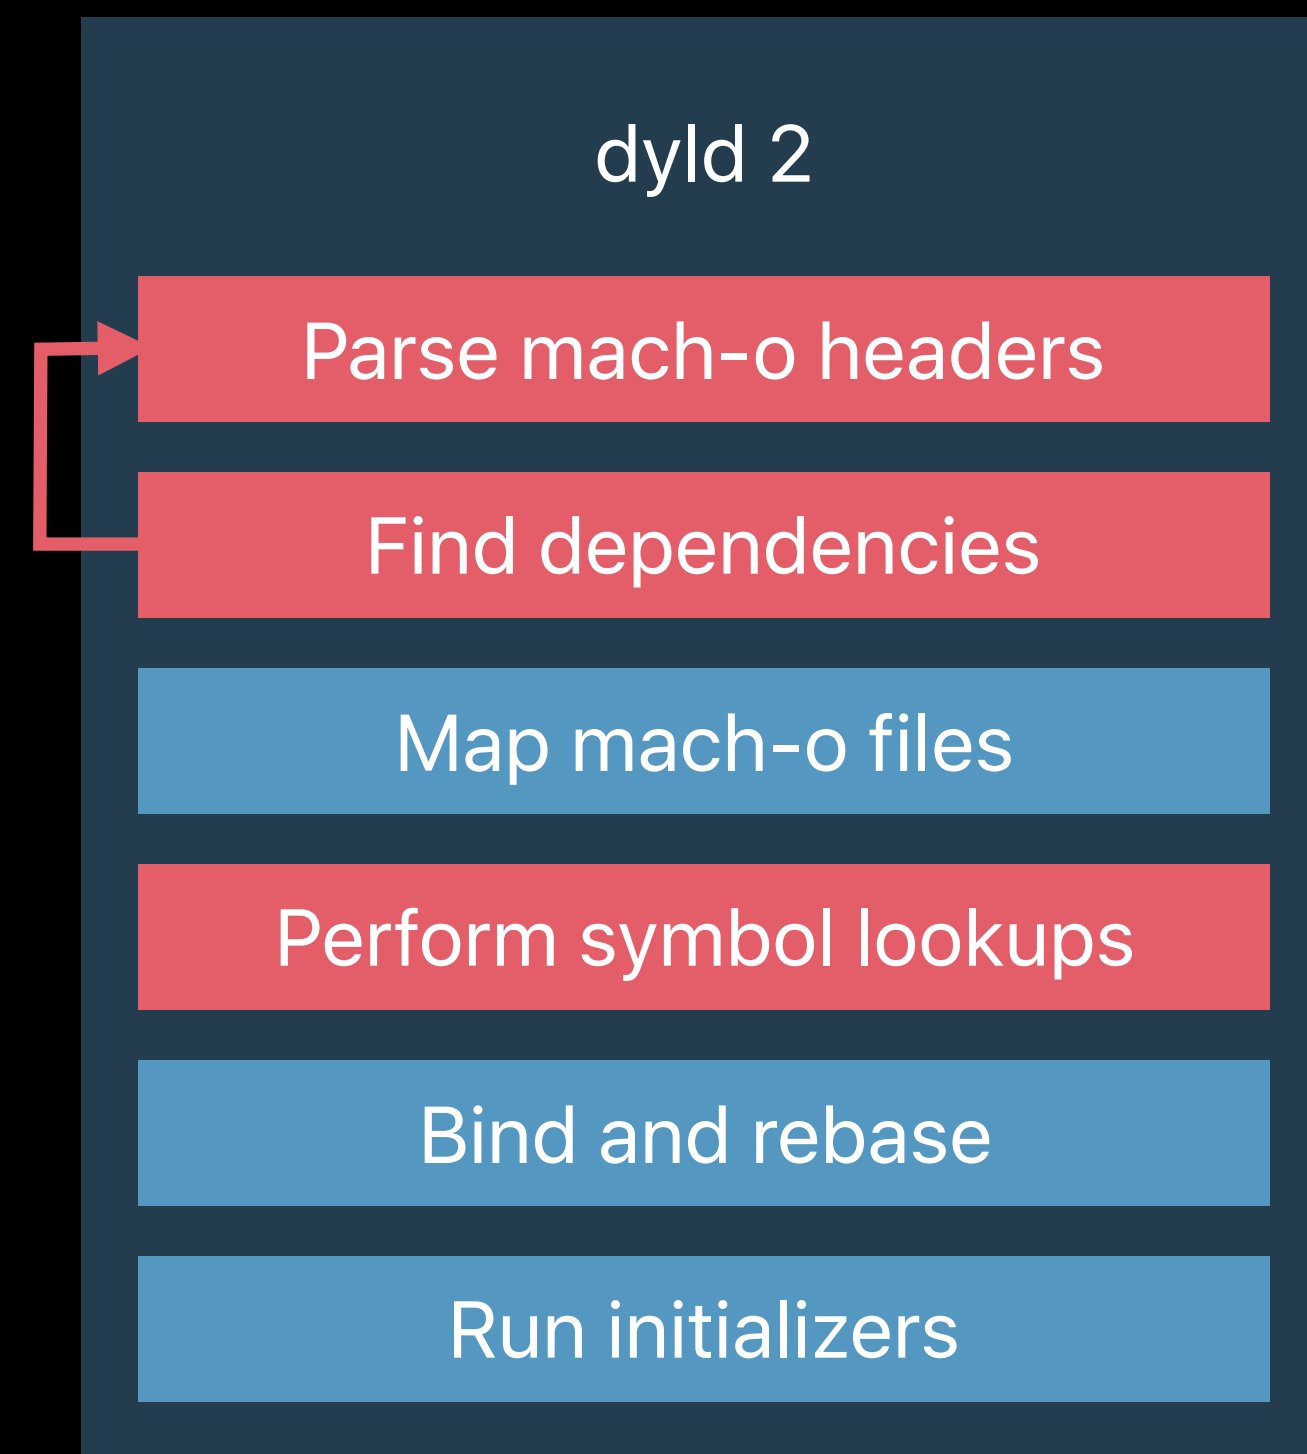 dyld 2
Parse mach-o headers
Find dependencies
Map mach-o files
Perform symbol lookups
Bind and rebase
Run initializers